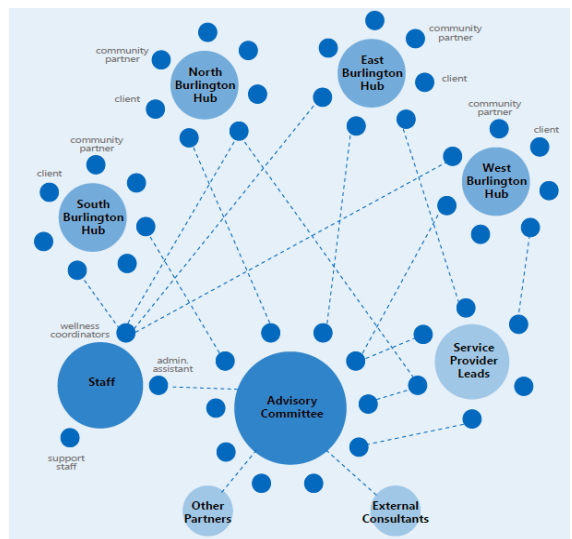 community
partner
North
Burlington
Hub
client
East
Burlington
Hub
community
partner
client
community
partner
client
West
Burlington
Hub
community
partner
client
South
Burlington
Hub
wellness
coordinators
Staff
admin.
assistant
support
staff
Advisory
Committee
Service
Provider
Leads
Other
Partners
External
Consultants